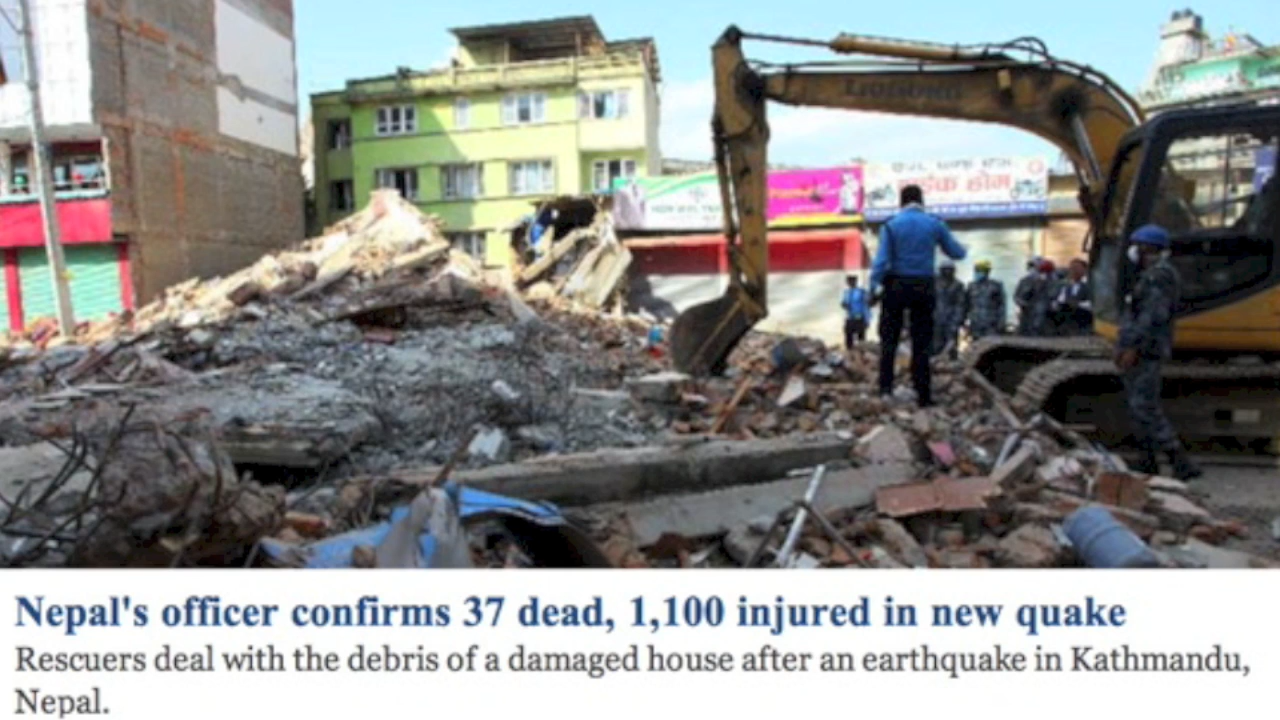 LIUGONG
Nepal's officer confirms 37 dead, 1,100 injured in new quake
Rescuers deal with the debris of a damaged house after an earthquake in Kathmandu,
Nepal.